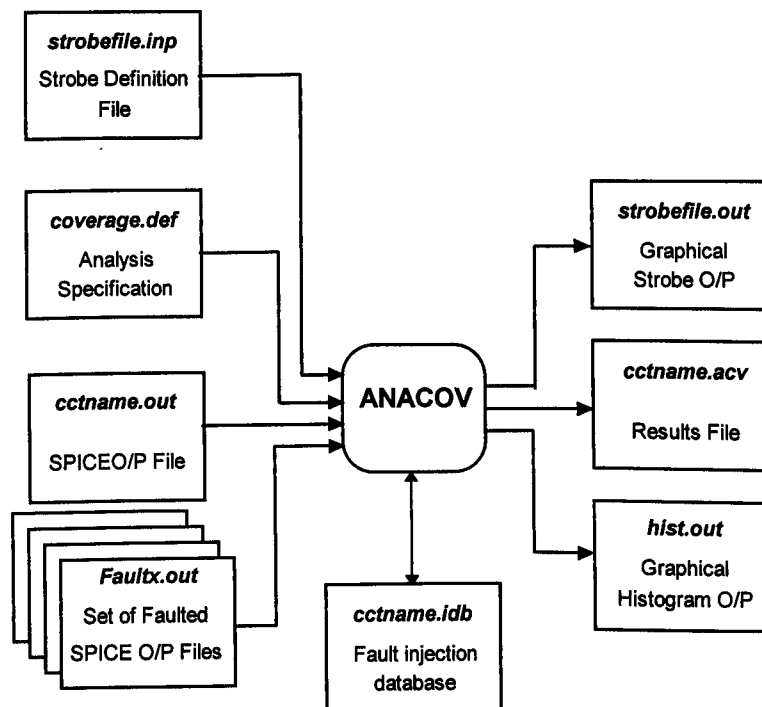 strobefile.inp
Strobe Definition
File
coverage.def
Analysis
Specification
cctname.out
SPICEO/P File
Faultx.out
Set of Faulted
SPICE O/P Files
ANACOV
cctname.idb
Fault injection
database
strobefile.out
Graphical
Strobe O/P
cctname.acv
Results File
hist.out
Graphical
Histogram O/P